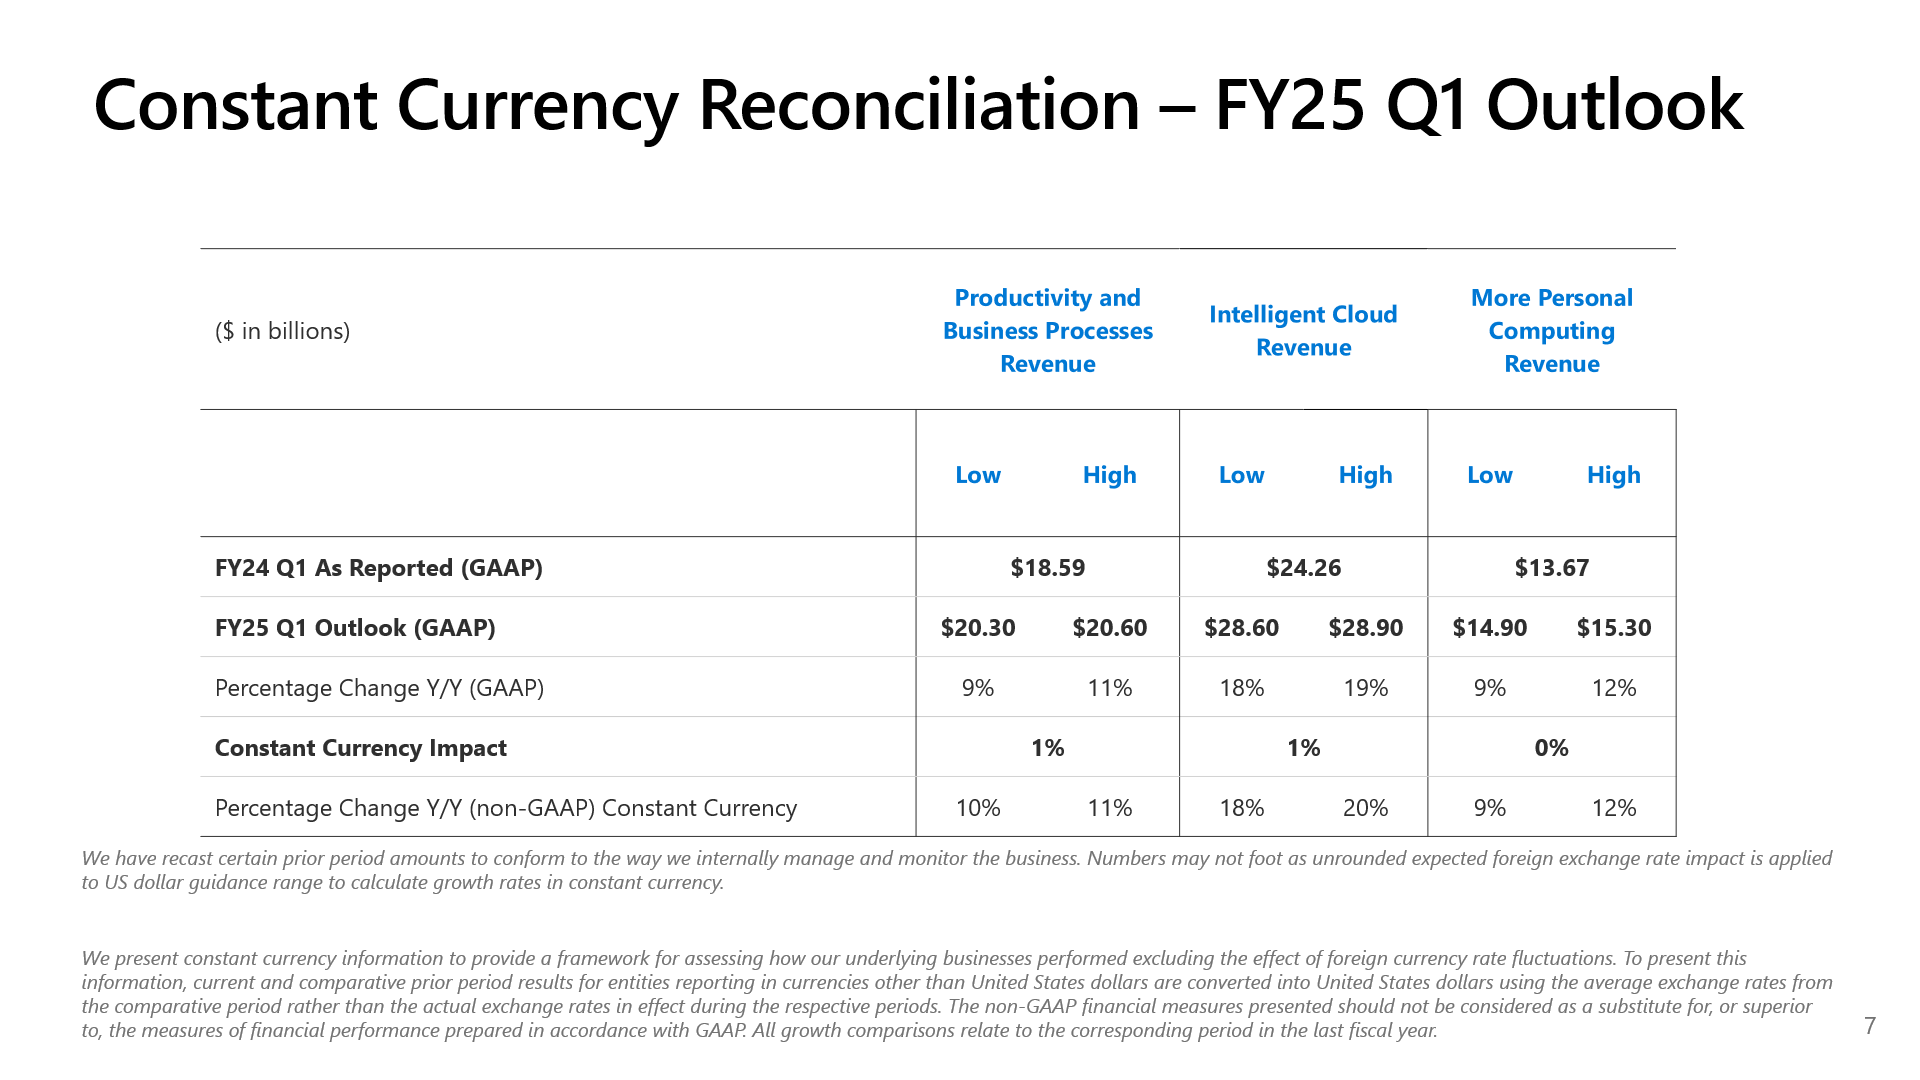 Constant Currency Reconciliation – FY25 Q1 Outlook
($ in billions)
Productivity and
Business Processes
Revenue
Intelligent Cloud
Revenue
More Personal
Computing
Revenue
Low High Low High Low High
FY24 Q1 As Reported (GAAP) $18.59 $24.26 $13.67
FY25 Q1 Outlook (GAAP) $20.30 $20.60 $28.60 $28.90 $14.90 $15.30
Percentage Change Y/Y (GAAP) 9% 11% 18% 19% 9% 12%
Constant Currency Impact 1% 1% 0%
Percentage Change Y/Y (non-GAAP) Constant Currency 10% 11% 18% 20% 9% 12%
We have recast certain prior period amounts to conform to the way we internally manage and monitor the business. Numbers may not foot as unrounded expected foreign exchange rate impact is applied
to US dollar guidance range to calculate growth rates in constant currency.
We present constant currency information to provide a framework for assessing how our underlying businesses performed excluding the effect of foreign currency rate fluctuations. To present this
information, current and comparative prior period results for entities reporting in currencies other than United States dollars are converted into United States dollars using the average exchange rates from
the comparative period rather than the actual exchange rates in effect during the respective periods. The non-GAAP financial measures presented should not be considered as a substitute for, or superior
to, the measures of financial performance prepared in accordance with GAAP. All growth comparisons relate to the corresponding period in the last fiscal year.
7